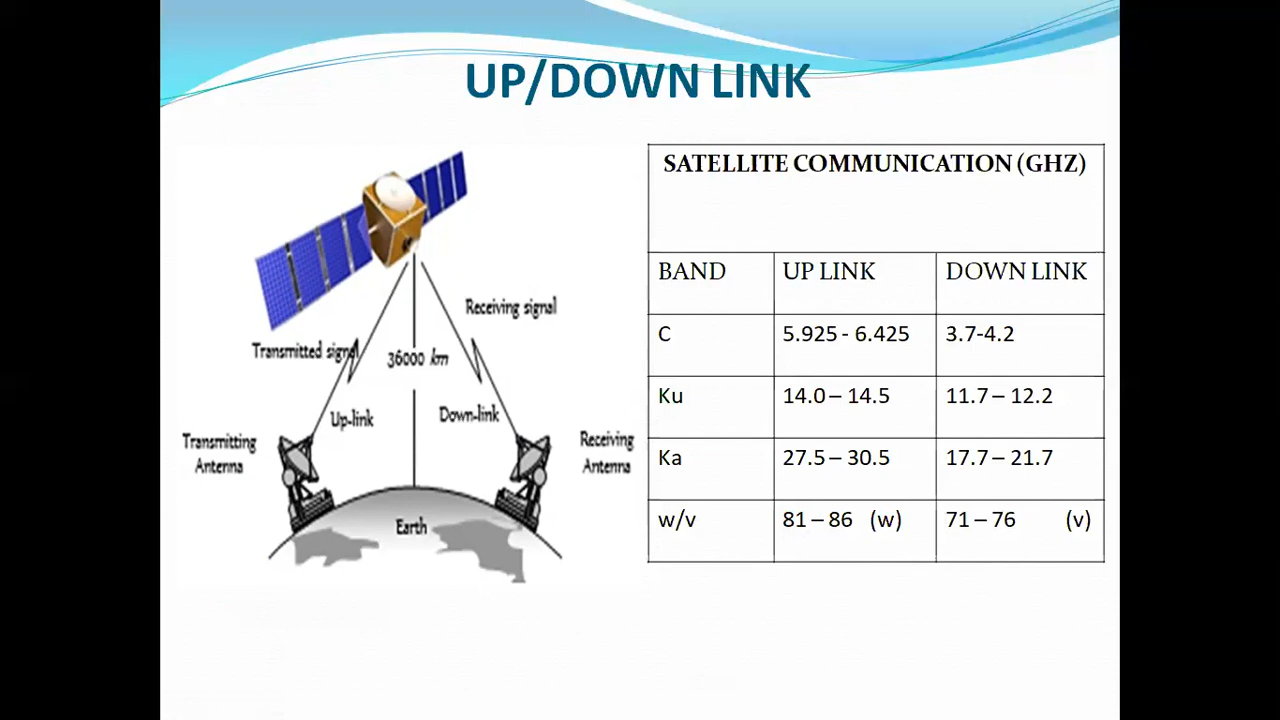 UP/DOWN LINK
Receiving signal
Transmitted signal
36000 km
Up-link
Down-link
Transmitting
Antenna
Receiving
Antenna
Earth
SATELLITE COMMUNICATION (GHZ)
BAND UP LINK DOWN LINK
C 5.925 - 6.425 3.7-4.2
Ku 14.0 – 14.5 11.7 – 12.2
Ka 27.5 – 30.5 17.7 – 21.7
w/v 81 – 86 (w) 71 – 76 (v)